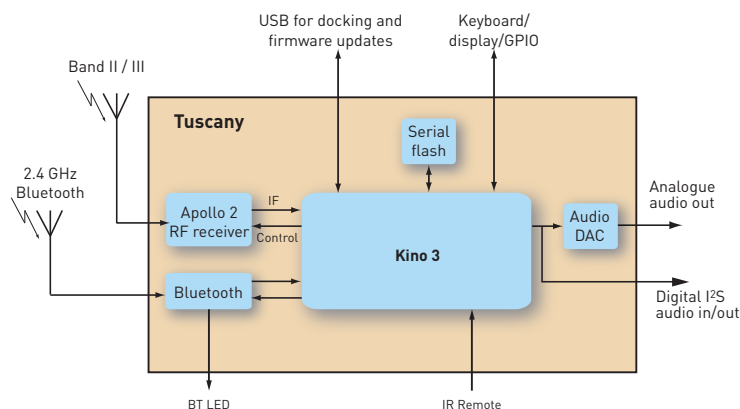 USB for docking and
firmware updates
Keyboard/
display/GPIO
Band II / III
Tuscany
Serial
flash
2.4 GHz
Bluetooth
Apollo 2
RF receiver
IF
Control
Kino 3
Audio
DAC
Analogue
audio out
Bluetooth
Digital I²S
audio in/out
BT LED
IR Remote